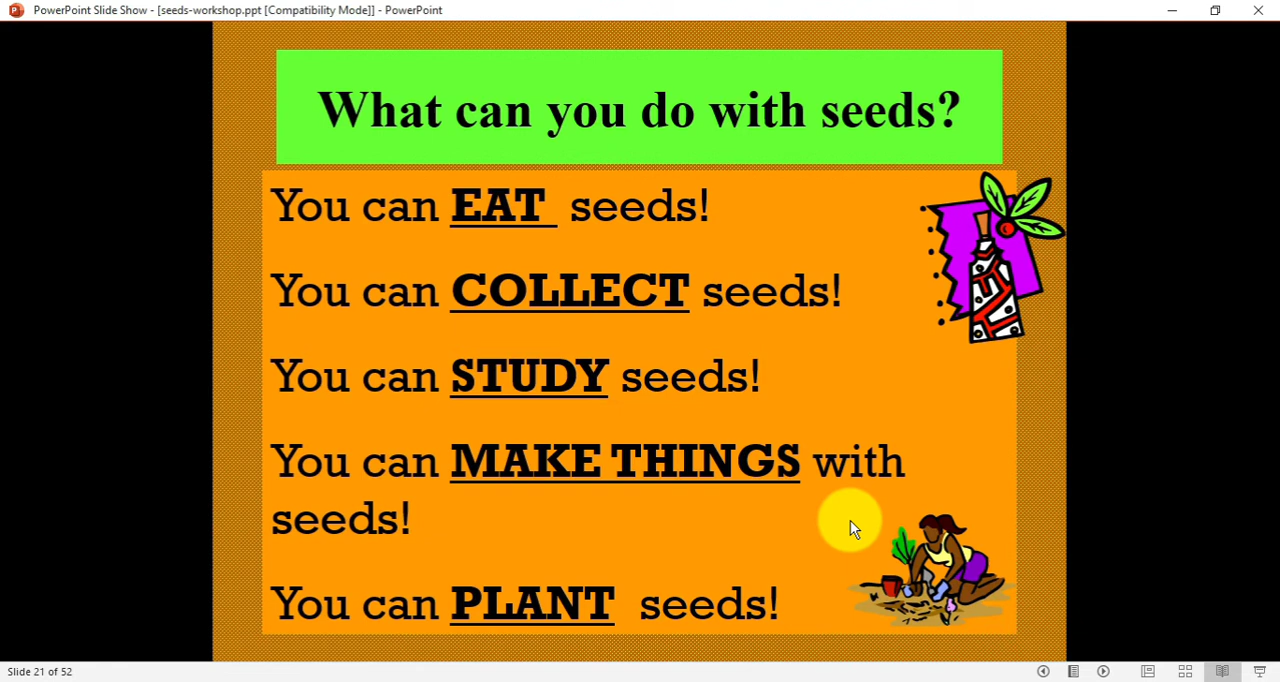 PowerPoint Slide Show - [seeds-workshop.ppt [Compatibility Mode]] - PowerPoint
What can you do with seeds?
You can EAT seeds!
You can COLLECT seeds!
You can STUDY seeds!
You can MAKE THINGS with
seeds!
You can PLANT seeds!
Slide 21 of 52